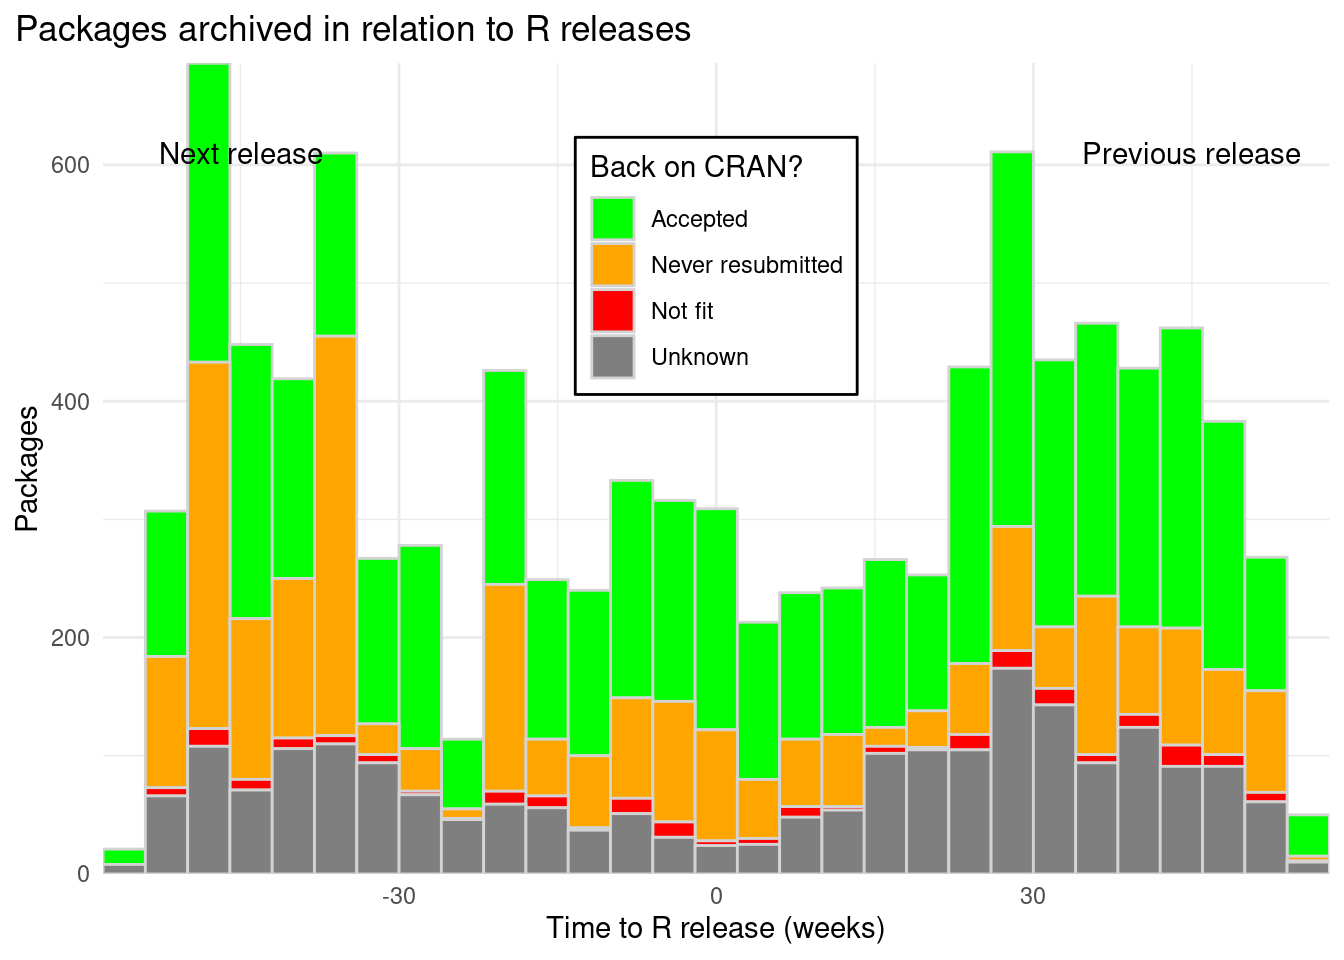 Packages archived in relation to R releases
Next release
Previous release
Back on CRAN?
Accepted
Never resubmitted
Not fit
Unknown
Packages
600
400
200
0
-30
0
30
Time to R release (weeks)